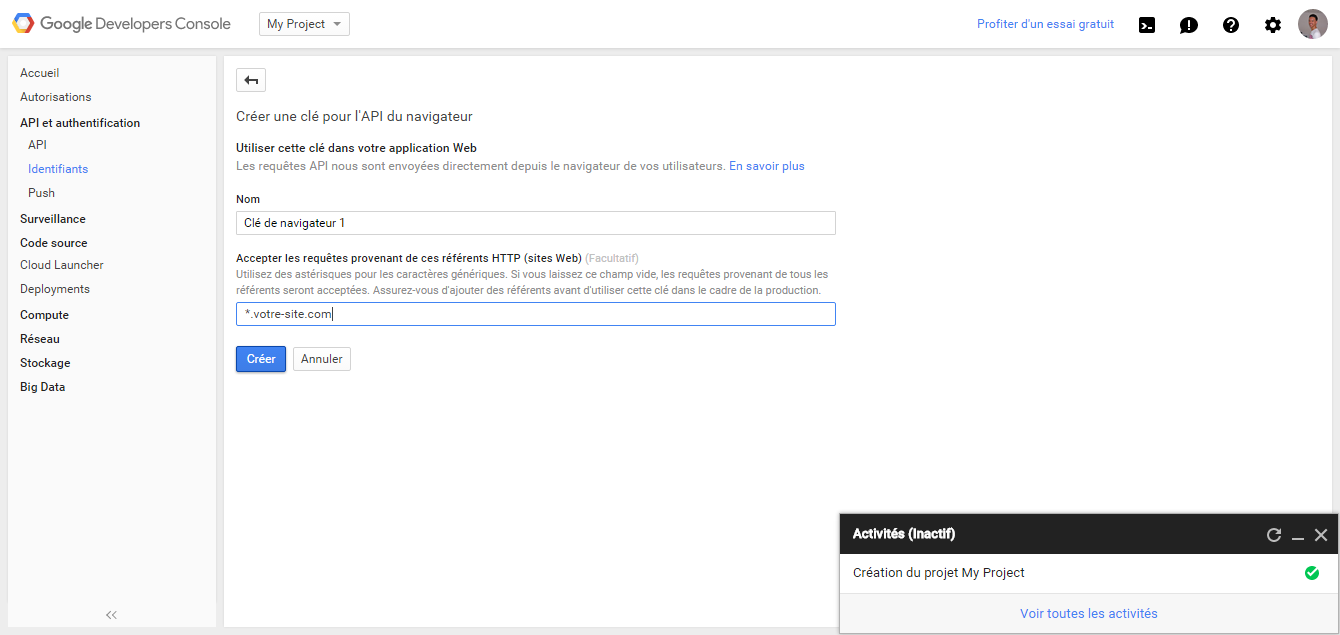 Google Developers Console
My Project
Profiter d'un essai gratuit
Accueil
Autorisations
API et authentification
API
Identifiants
Push
Surveillance
Code source
Cloud Launcher
Deployments
Compute
Réseau
Stockage
Big Data
Créer une clé pour l'API du navigateur
Utiliser cette clé dans votre application Web
Les requêtes API nous sont envoyées directement depuis le navigateur de vos utilisateurs. En savoir plus
Nom
Clé de navigateur 1
Accepter les requêtes provenant de ces référents HTTP (sites Web) (Facultatif)
Utilisez des astérisques pour les caractères génériques. Si vous laissez ce champ vide, les requêtes provenant de tous les
référents seront acceptées. Assurez-vous d'ajouter des référents avant d'utiliser cette clé dans le cadre de la production.
*.votre-site.com
Créer Annuler
Activités (Inactif)
Création du projet My Project
Voir toutes les activités